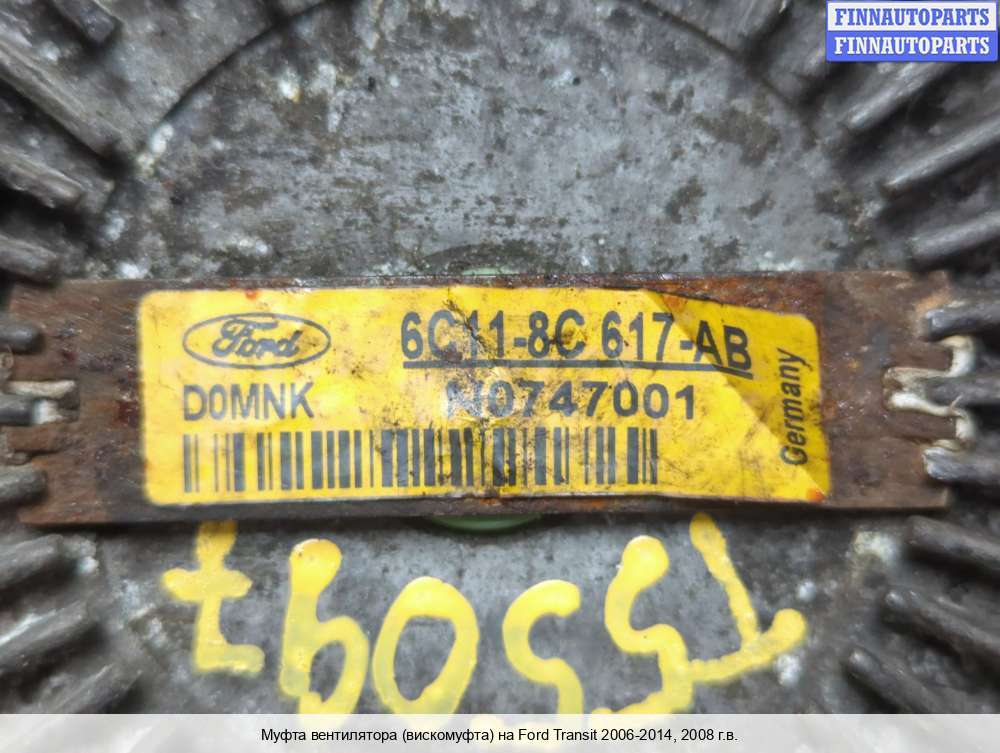 FINNAUTOPARTS
FINNAUTOPARTS
Ford
6C11-8C 617-AB
D0MNK
N0747001
Germany
Муфта вентилятора (вискомуфта) на Ford Transit 2006-2014, 2008 г.в.